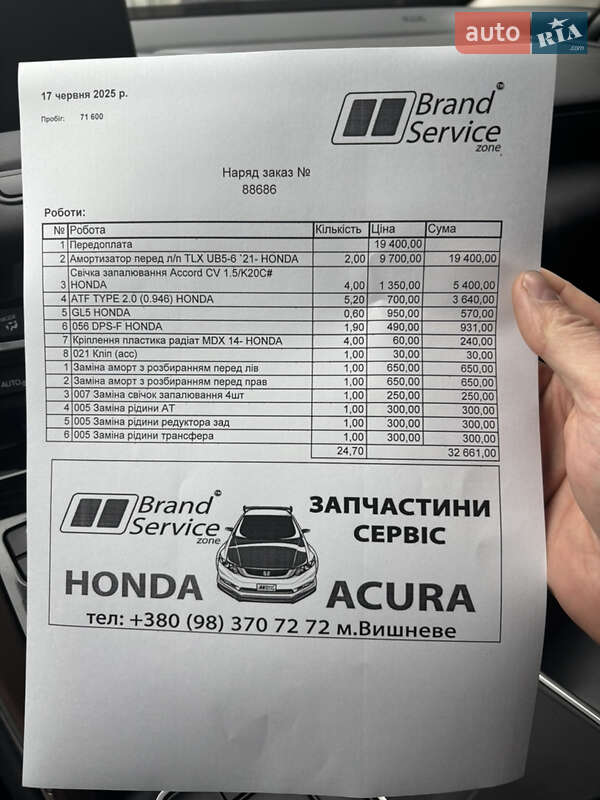 auto RIA .com
17 червня 2025 р.
Пробіг: 71 600
Brand Service zone ™
Наряд заказ №
88686
Роботи:
№ Робота Кількість Ціна Сума
1 Передоплата 19 400,00
2 Амортизатор перед л/п TLX UB5-6 `21- HONDA 2,00 9 700,00 19 400,00
Свічка запалювання Accord CV 1.5/K20C#
3 HONDA 4,00 1 350,00 5 400,00
4 ATF TYPE 2.0 (0.946) HONDA 5,20 700,00 3 640,00
5 GL5 HONDA 0,60 950,00 570,00
6 056 DPS-F HONDA 1,90 490,00 931,00
7 Кріплення пластика радіат MDX 14- HONDA 4,00 60,00 240,00
8 021 Кліп (асс) 1,00 30,00 30,00
1 Заміна аморт з розбиранням перед лів 1,00 650,00 650,00
2 Заміна аморт з розбиранням перед прав 1,00 650,00 650,00
3 007 Заміна свічок запалювання 4шт 1,00 250,00 250,00
4 005 Заміна рідини АТ 1,00 300,00 300,00
5 005 Заміна рідини редуктора зад 1,00 300,00 300,00
6 005 Заміна рідини трансфера 1,00 300,00 300,00
24,70 32 661,00
Brand Service zone ™
ЗАПЧАСТИНИ
СЕРВІС
HONDA ACURA
тел: +380 (98) 370 72 72 м.Вишневе
AUTO